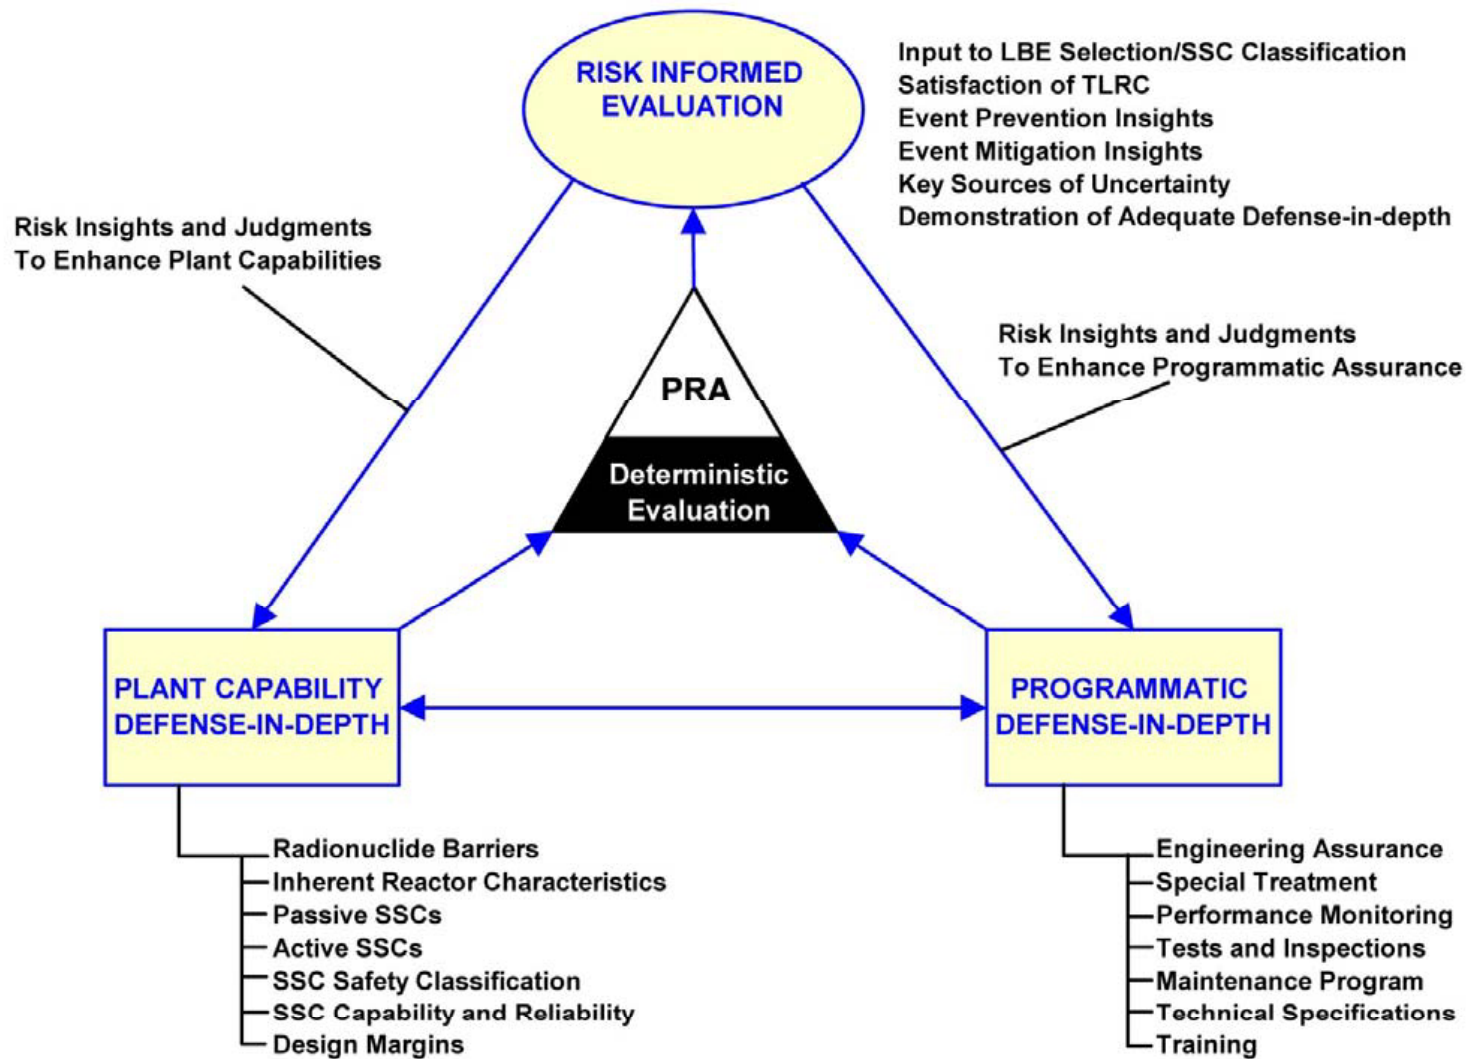 RISK INFORMED
EVALUATION
Input to LBE Selection/SSC Classification
Satisfaction of TLRC
Event Prevention Insights
Event Mitigation Insights
Key Sources of Uncertainty
Demonstration of Adequate Defense-in-depth
Risk Insights and Judgments
To Enhance Plant Capabilities
Risk Insights and Judgments
To Enhance Programmatic Assurance
PRA
Deterministic
Evaluation
PLANT CAPABILITY
DEFENSE-IN-DEPTH
PROGRAMMATIC
DEFENSE-IN-DEPTH
Radionuclide Barriers
Inherent Reactor Characteristics
Passive SSCs
Active SSCs
SSC Safety Classification
SSC Capability and Reliability
Design Margins
Engineering Assurance
Special Treatment
Performance Monitoring
Tests and Inspections
Maintenance Program
Technical Specifications
Training